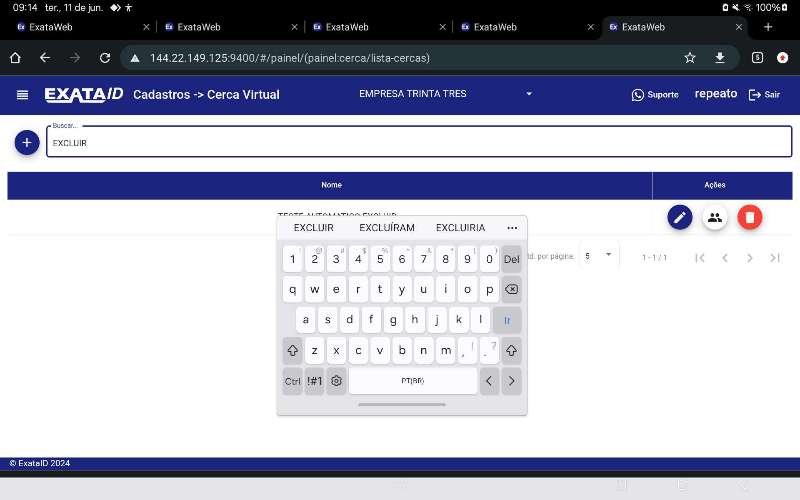 09:14 ter., 11 de jun. 100%
ExataWeb ExataWeb ExataWeb ExataWeb ExataWeb
144.22.149.125:9400/#/painel/(painel:cerca/lista-cercas) 5
EXATAID Cadastros -> Cerca Virtual EMPRESA TRINTA TRES Suporte repeato Sair
Buscar...
EXCLUIR
Nome Ações
TESTE AUTOMATICO EXCLUIR
EXCLUIR EXCLUÍRAM EXCLUIRIA ...
1 2 3 4 5 6 7 8 9 0 Del
por página: 5 1 - 1 / 1
q w e r t y u i o p
a s d f g h j k l Ir
z x c v b n m , ! . ?
Ctrl !#1 PT(BR) < >
© ExataID 2024